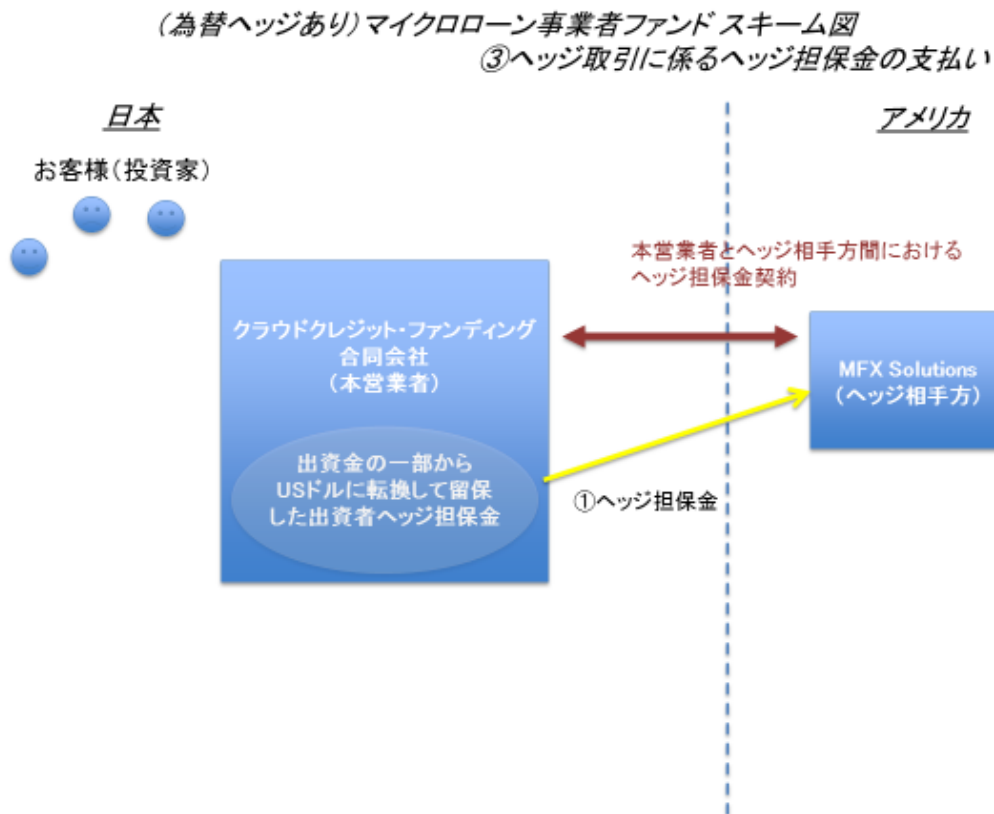 (為替ヘッジあり)マイクロローン事業者ファンド スキーム図
③ヘッジ取引に係るヘッジ担保金の支払い
日本
アメリカ
お客様(投資家)
本営業者とヘッジ相手方間における
ヘッジ担保金契約
クラウドクレジット・ファンディング
合同会社
(本営業者)
MFX Solutions
(ヘッジ相手方)
出資金の一部から
USドルに転換して留保
した出資者ヘッジ担保金
①ヘッジ担保金